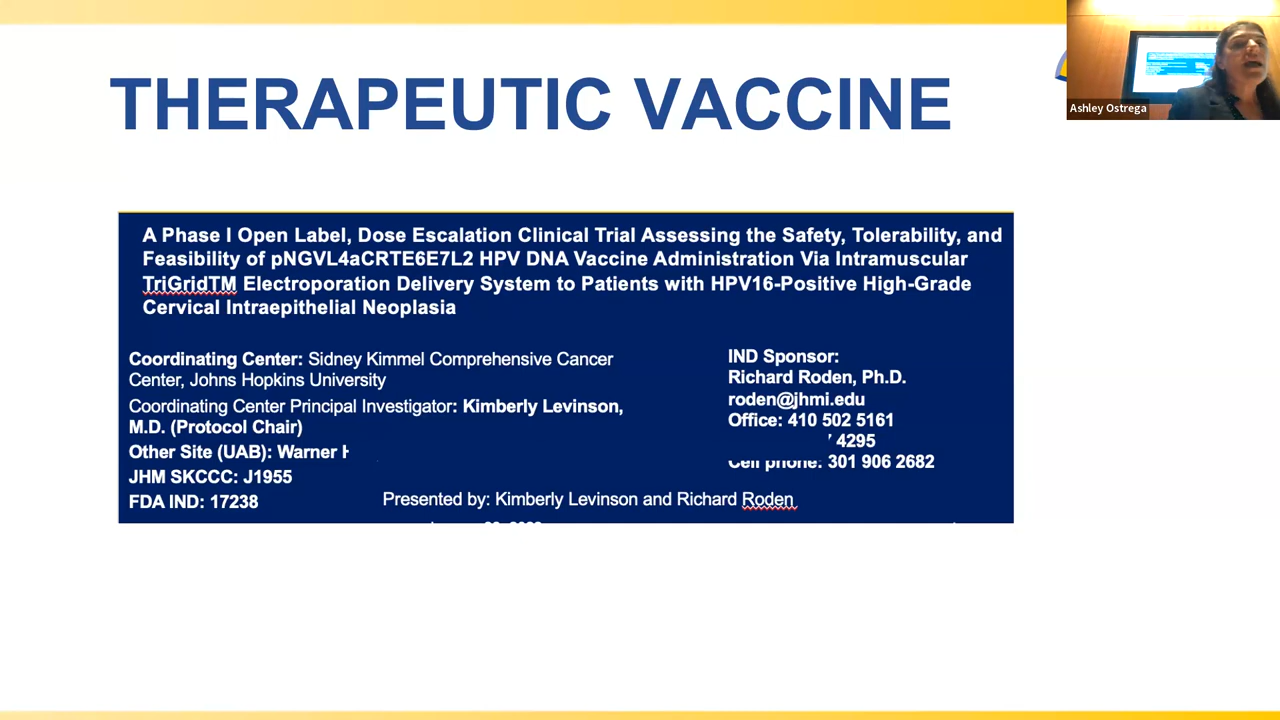 THERAPEUTIC VACCINE
Ashley Ostrega
A Phase I Open Label, Dose Escalation Clinical Trial Assessing the Safety, Tolerability, and
Feasibility of pNGVL4aCRTE6E7L2 HPV DNA Vaccine Administration Via Intramuscular
TriGridTM Electroporation Delivery System to Patients with HPV16-Positive High-Grade
Cervical Intraepithelial Neoplasia
Coordinating Center: Sidney Kimmel Comprehensive Cancer
Center, Johns Hopkins University
Coordinating Center Principal Investigator: Kimberly Levinson,
M.D. (Protocol Chair)
Other Site (UAB): Warner
JHM SKCCC: J1955
FDA IND: 17238
IND Sponsor:
Richard Roden, Ph.D.
roden@jhmi.edu
Office: 410 502 5161
4295
Cell phone: 301 906 2682
Presented by: Kimberly Levinson and Richard Roden